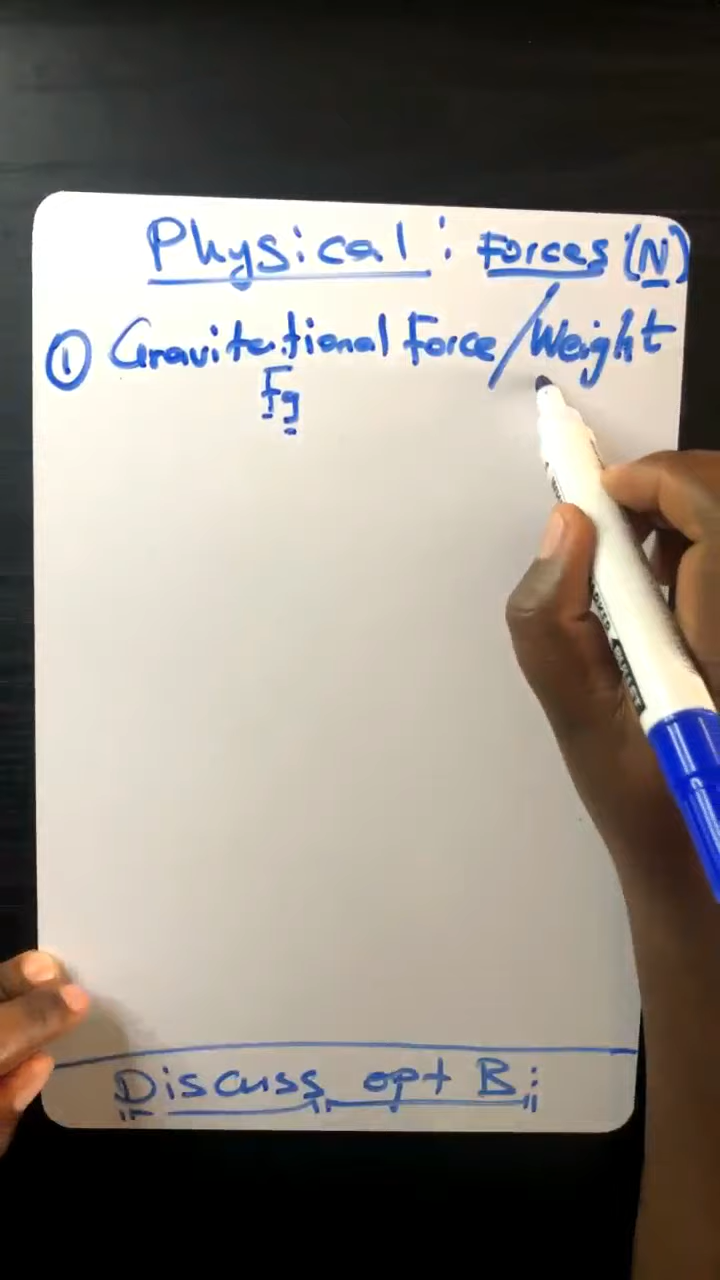 Physical : Forces (N)
① Gravitational Force/Weight
Fg
Discuss opt B: